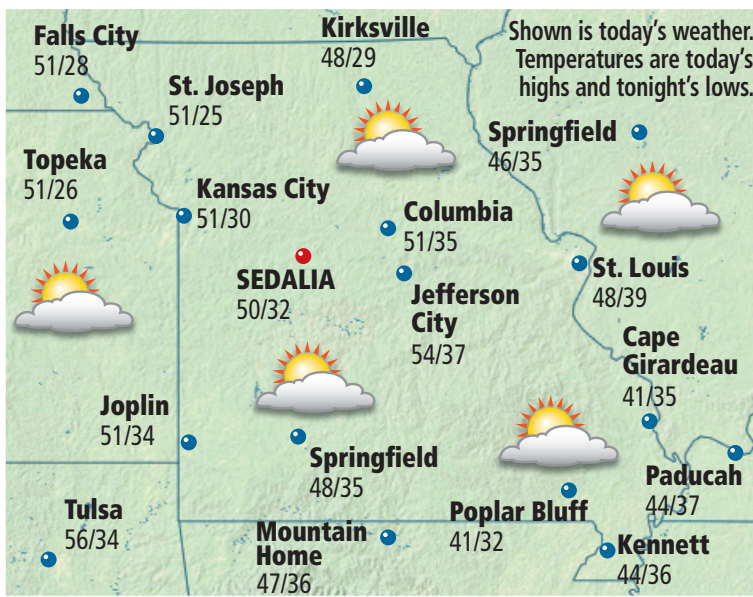 Shown is today's weather.
Temperatures are today's
highs and tonight's lows.
Falls City
51/28
Kirksville
48/29
St. Joseph
51/25
Springfield
46/35
Topeka
51/26
Kansas City
51/30
Columbia
51/35
SEDALIA
50/32
St. Louis
48/39
Jefferson
City
54/37
Cape
Girardeau
41/35
Joplin
51/34
Springfield
48/35
Paducah
44/37
Tulsa
56/34
Mountain
Home
47/36
Poplar Bluff
41/32
Kennett
44/36